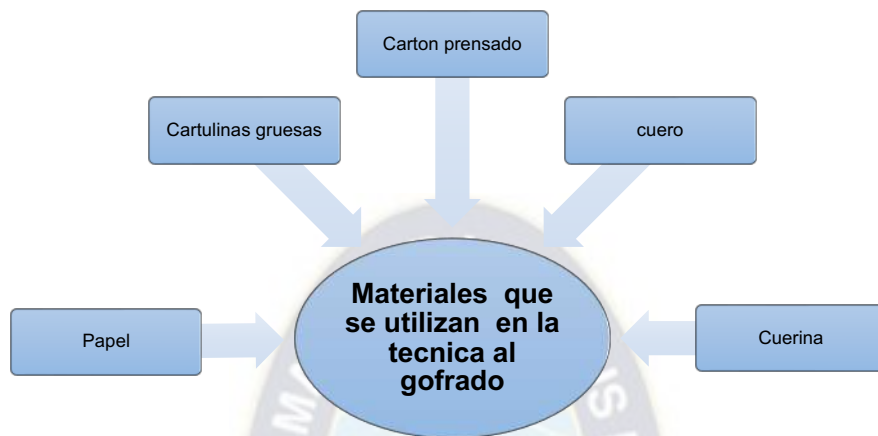 Carton prensado
Cartulinas gruesas
cuero
Materiales que
se utilizan en la
tecnica al
gofrado
Papel
Cuerina